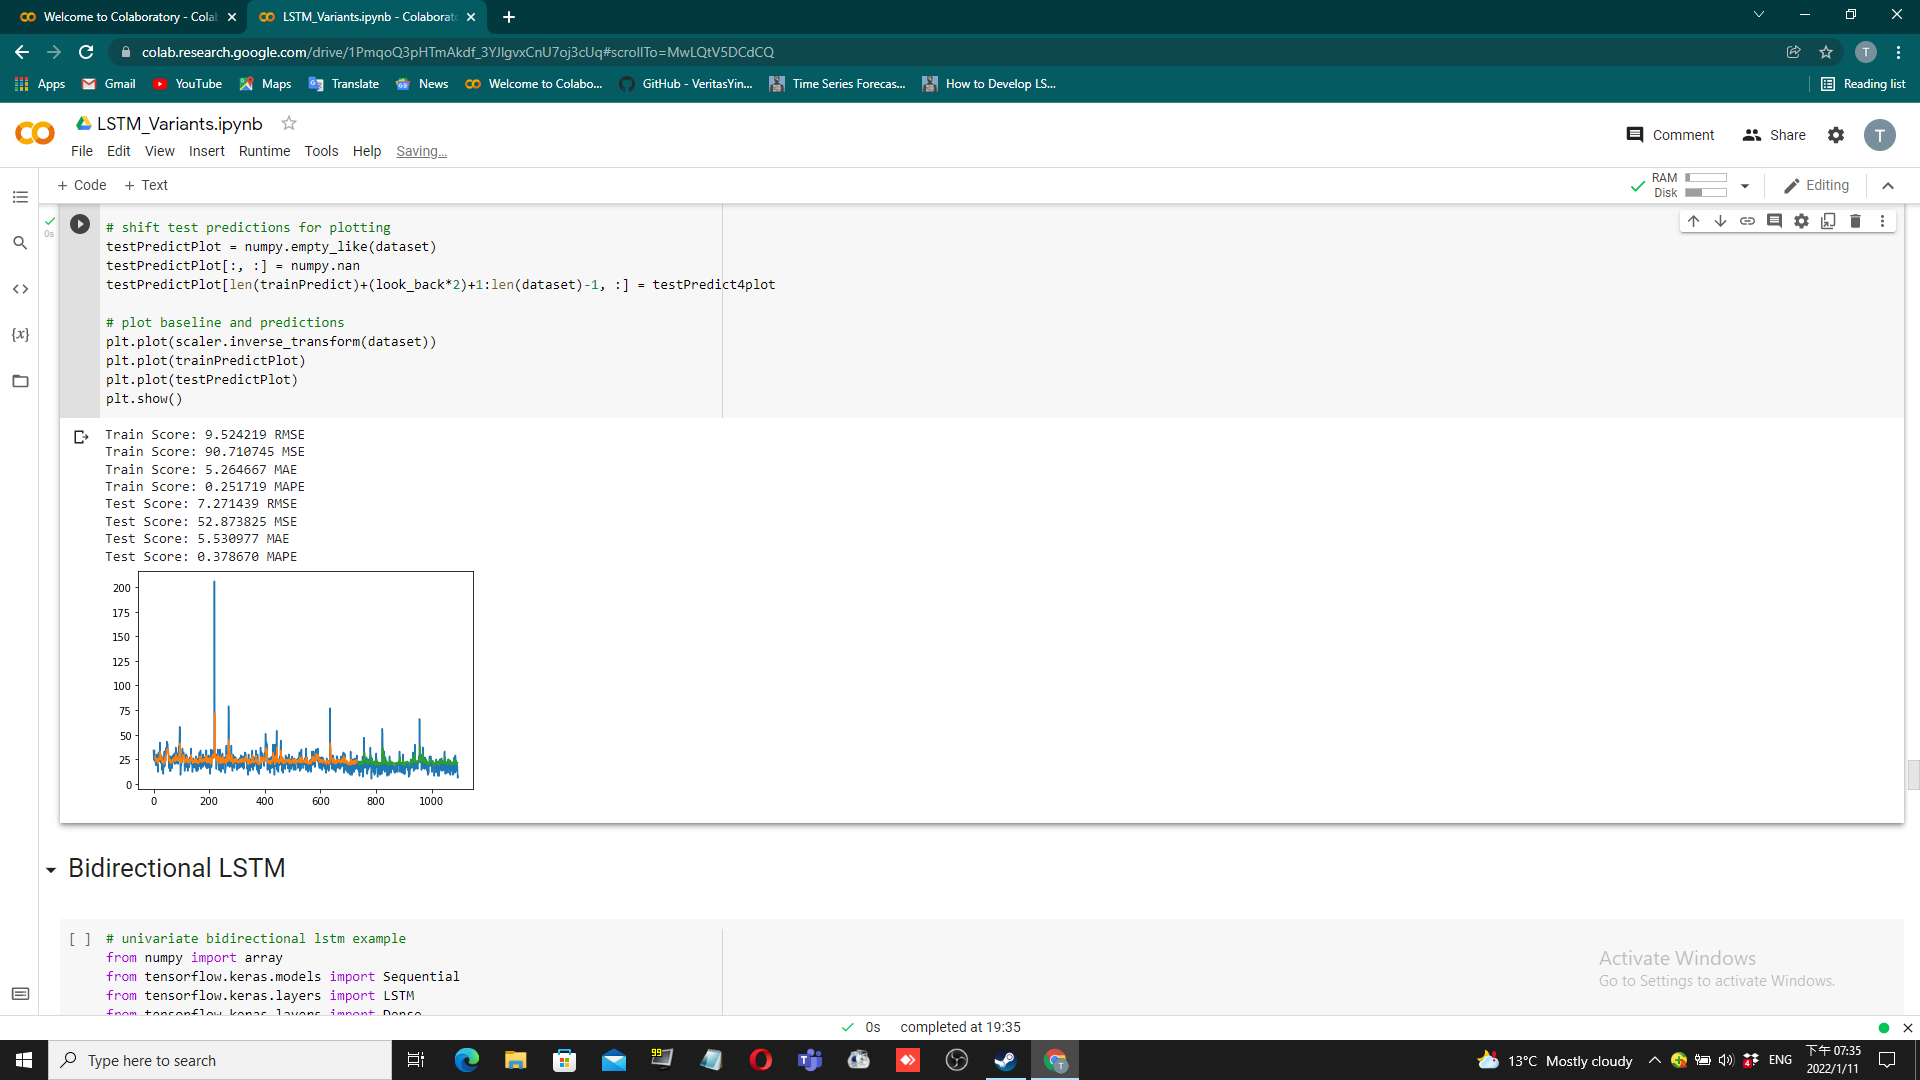 Welcome to Colaboratory - Cola
LSTM_Variants.ipynb - Colaborat
colab.research.google.com/drive/1PmqoQ3pHTmAkdf_3YJlgvxCnU7oj3cUq#scrollTo=MwLQtV5DCdCQ
T
Apps
Gmail
YouTube
Maps
Translate
News
Welcome to Colabo...
GitHub - VeritasYin...
Time Series Forecas...
How to Develop LS...
Reading list
LSTM_Variants.ipynb
Comment
Share
T
File Edit View Insert Runtime Tools Help Saving...
+ Code + Text
RAM
Disk
Editing
0s
# shift test predictions for plotting
testPredictPlot = numpy.empty_like(dataset)
testPredictPlot[:, :] = numpy.nan
testPredictPlot[len(trainPredict)+(look_back*2)+1:len(dataset)-1, :] = testPredict4plot
# plot baseline and predictions
plt.plot(scaler.inverse_transform(dataset))
plt.plot(trainPredictPlot)
plt.plot(testPredictPlot)
plt.show()
Train Score: 9.524219 RMSE
Train Score: 90.710745 MSE
Train Score: 5.264667 MAE
Train Score: 0.251719 MAPE
Test Score: 7.271439 RMSE
Test Score: 52.873825 MSE
Test Score: 5.530977 MAE
Test Score: 0.378670 MAPE
200
175
150
125
100
75
50
25
0
0 200 400 600 800 1000
Bidirectional LSTM
[ ]
# univariate bidirectional lstm example
from numpy import array
from tensorflow.keras.models import Sequential
from tensorflow.keras.layers import LSTM
from tensorflow.keras.layers import Dense
Activate Windows
Go to Settings to activate Windows.
0s completed at 19:35
Type here to search
99
13°C Mostly cloudy
ENG
下午 07:35
2022/1/11